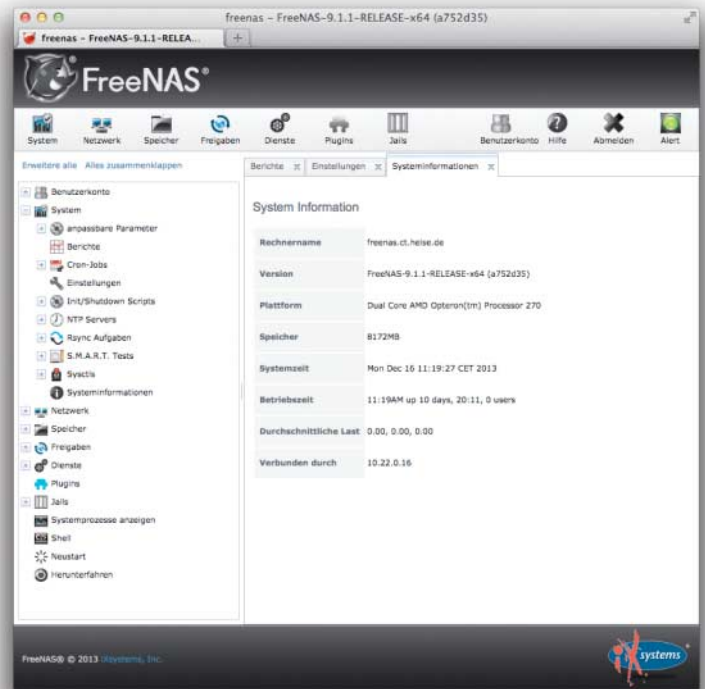 freenas – FreeNAS-9.1.1-RELEASE-x64 (a752d35)
freenas – FreeNAS-9.1.1-RELEA...
FreeNAS®
System Netzwerk Speicher Freigaben Dienste Plugins Jails Benutzerkonto Hilfe Abmelden Alert
Erweitere alle Alles zusammenklappen
Berichte Einstellungen Systeminformationen
Benutzerkonto
System
anpassbare Parameter
Berichte
Cron-Jobs
Einstellungen
Init/Shutdown Scripts
NTP Servers
Rsync Aufgaben
S.M.A.R.T. Tests
Sysctls
Systeminformationen
Netzwerk
Speicher
Freigaben
Dienste
Plugins
Jails
Systemprozesse anzeigen
Shell
Neustart
Herunterfahren
System Information
Rechnername freenas.ct.heise.de
Version FreeNAS-9.1.1-RELEASE-x64 (a752d35)
Plattform Dual Core AMD Opteron(tm) Processor 270
Speicher 8172MB
Systemzeit Mon Dec 16 11:19:27 CET 2013
Betriebszeit 11:19AM up 10 days, 20:11, 0 users
Durchschnittliche Last 0.00, 0.00, 0.00
Verbunden durch 10.22.0.16
FreeNAS® © 2013 iXsystems, Inc.
iX systems